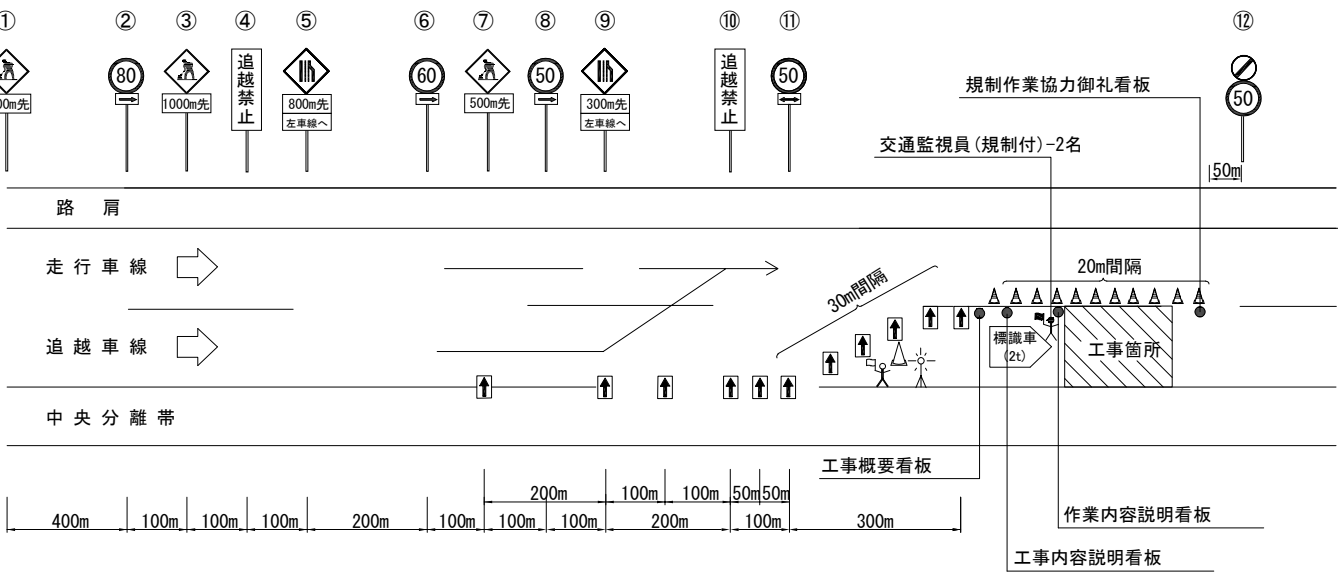 ① ② ③ ④ ⑤ ⑥ ⑦ ⑧ ⑨ ⑩ ⑪ ⑫
00m先
80
1000m先
追越禁止
800m先
左車線へ
60
500m先
50
300m先
左車線へ
追越禁止
50
50
規制作業協力御礼看板
交通監視員(規制付)-2名
50m
路肩
走行車線
追越車線
中央分離帯
30m間隔
20m間隔
標識車
(2t)
工事箇所
工事概要看板
作業内容説明看板
工事内容説明看板
200m 100m 100m 50m 50m
400m 100m 100m 100m 200m 100m 100m 100m 200m 100m 300m